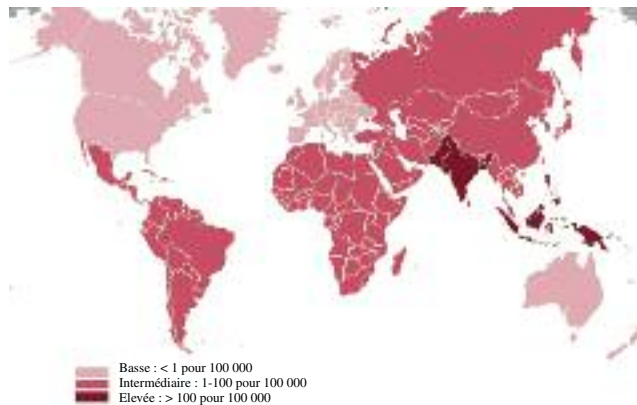 Basse : < 1 pour 100 000
Intermédiaire : 1-100 pour 100 000
Elevée : > 100 pour 100 000